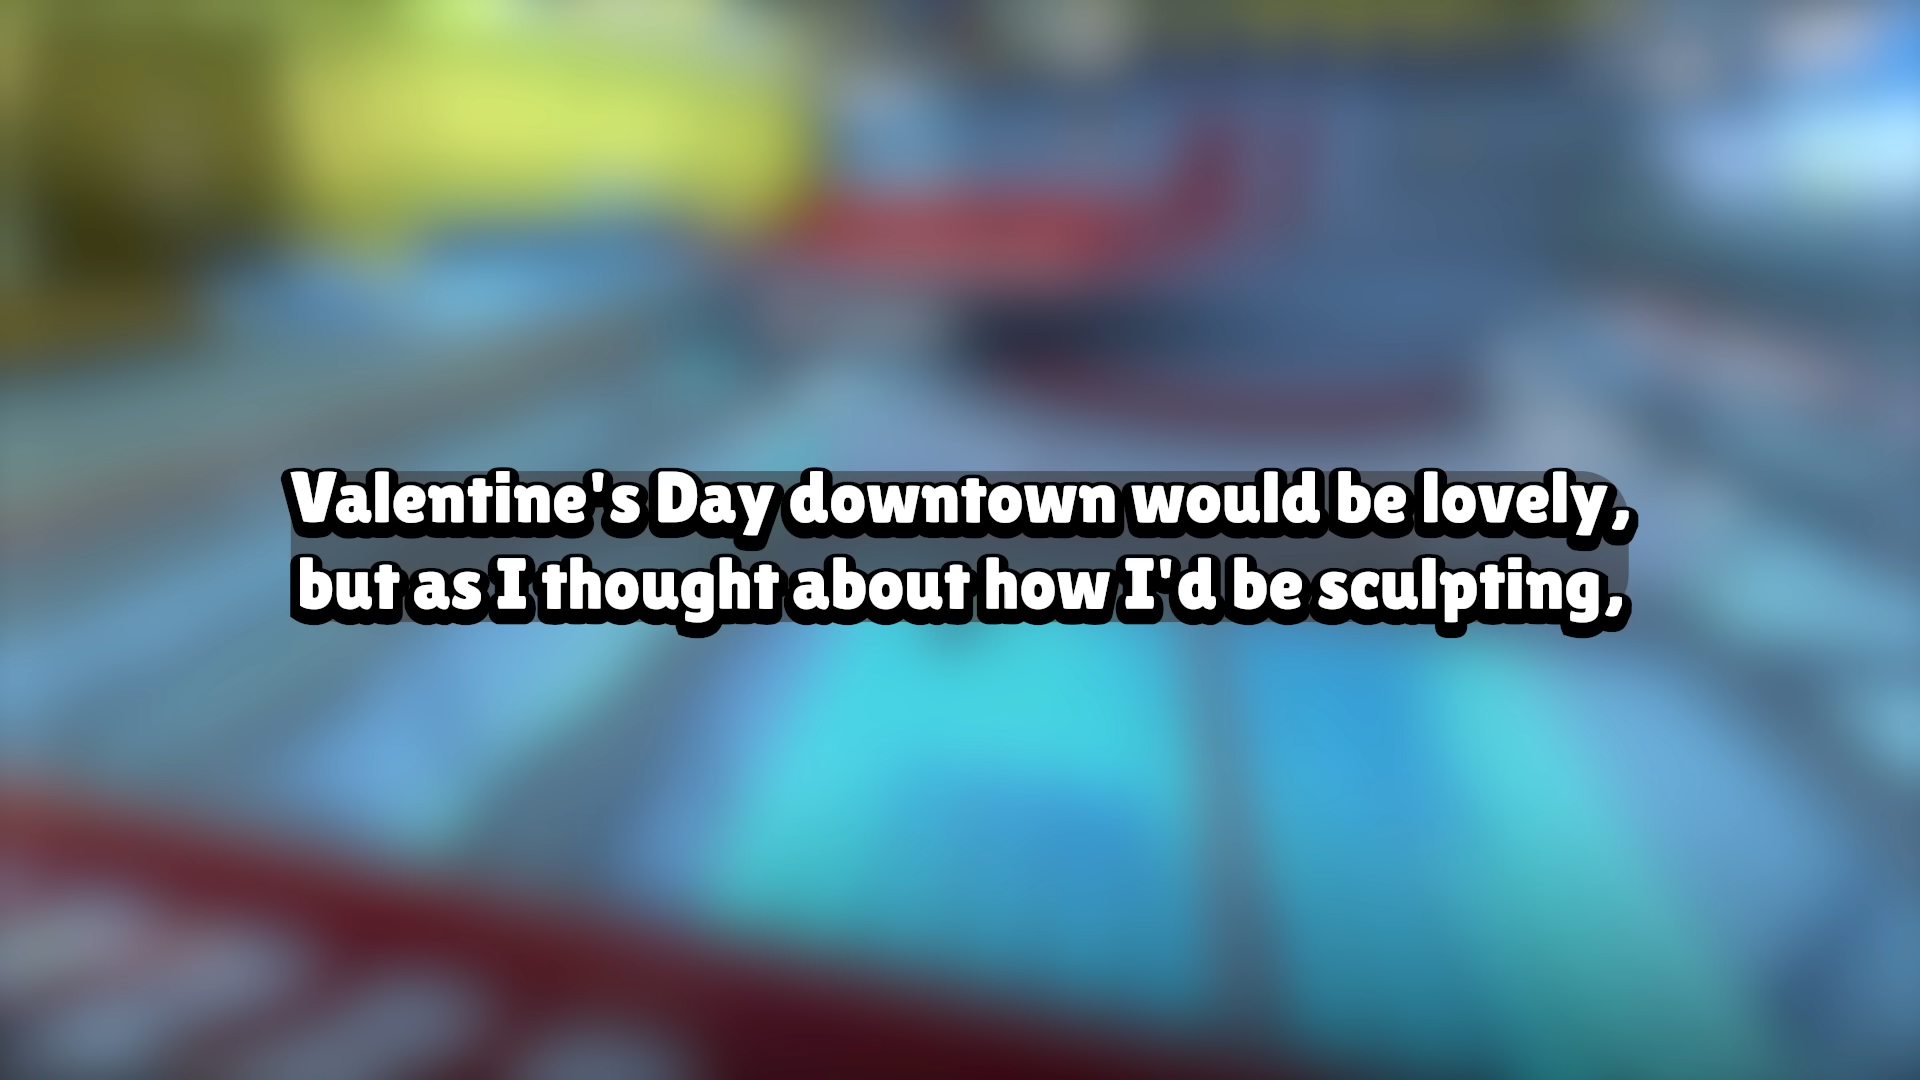 Valentine's Day downtown would be lovely,
but as I thought about how I'd be sculpting,